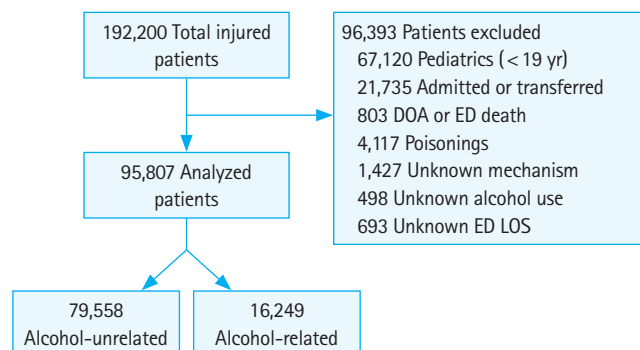 192,200 Total injured
patients
96,393 Patients excluded
67,120 Pediatrics (< 19 yr)
21,735 Admitted or transferred
803 DOA or ED death
4,117 Poisonings
1,427 Unknown mechanism
498 Unknown alcohol use
693 Unknown ED LOS
95,807 Analyzed
patients
79,558
Alcohol-unrelated
16,249
Alcohol-related